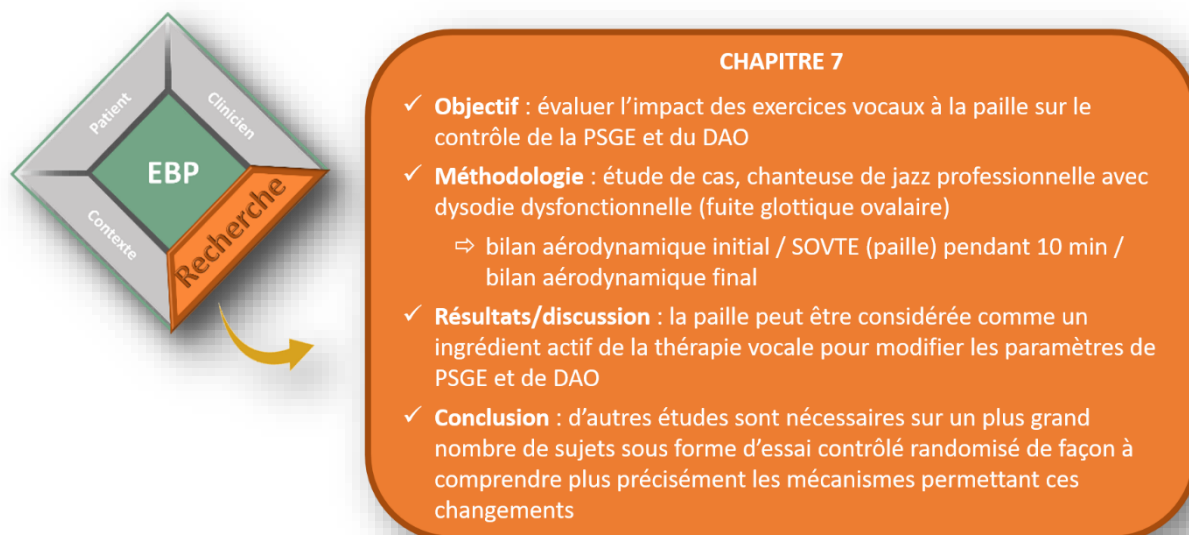 Patient
Clinicien
EBP
Contexte
Recherche
CHAPITRE 7
✓ Objectif : évaluer l’impact des exercices vocaux à la paille sur le
contrôle de la PSGE et du DAO
✓ Méthodologie : étude de cas, chanteuse de jazz professionnelle avec
dysodie dysfonctionnelle (fuite glottique ovalaire)
⇨ bilan aérodynamique initial / SOVTE (paille) pendant 10 min /
bilan aérodynamique final
✓ Résultats/discussion : la paille peut être considérée comme un
ingrédient actif de la thérapie vocale pour modifier les paramètres de
PSGE et de DAO
✓ Conclusion : d’autres études sont nécessaires sur un plus grand
nombre de sujets sous forme d’essai contrôlé randomisé de façon à
comprendre plus précisément les mécanismes permettant ces
changements